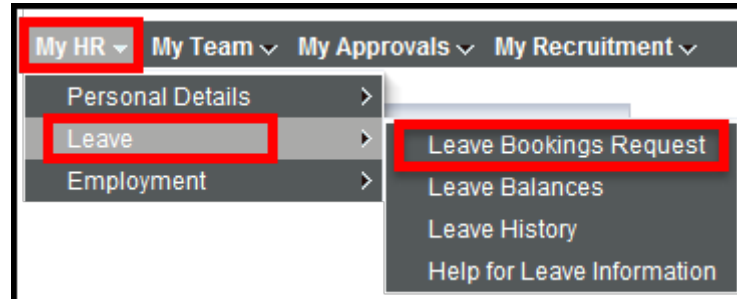 My HR My Team My Approvals My Recruitment
Personal Details
Leave
Employment
Leave Bookings Request
Leave Balances
Leave History
Help for Leave Information